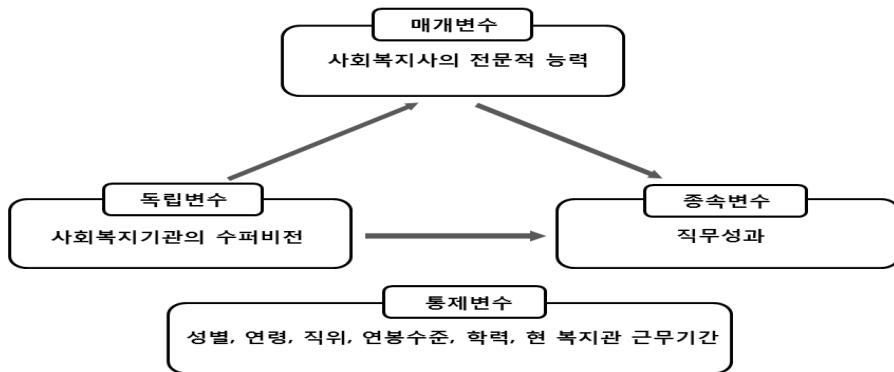 매개변수
사회복지사의 전문적 능력
독립변수
사회복지기관의 수퍼비전
종속변수
직무성과
통제변수
성별, 연령, 직위, 연봉수준, 학력, 현 복지관 근무기간